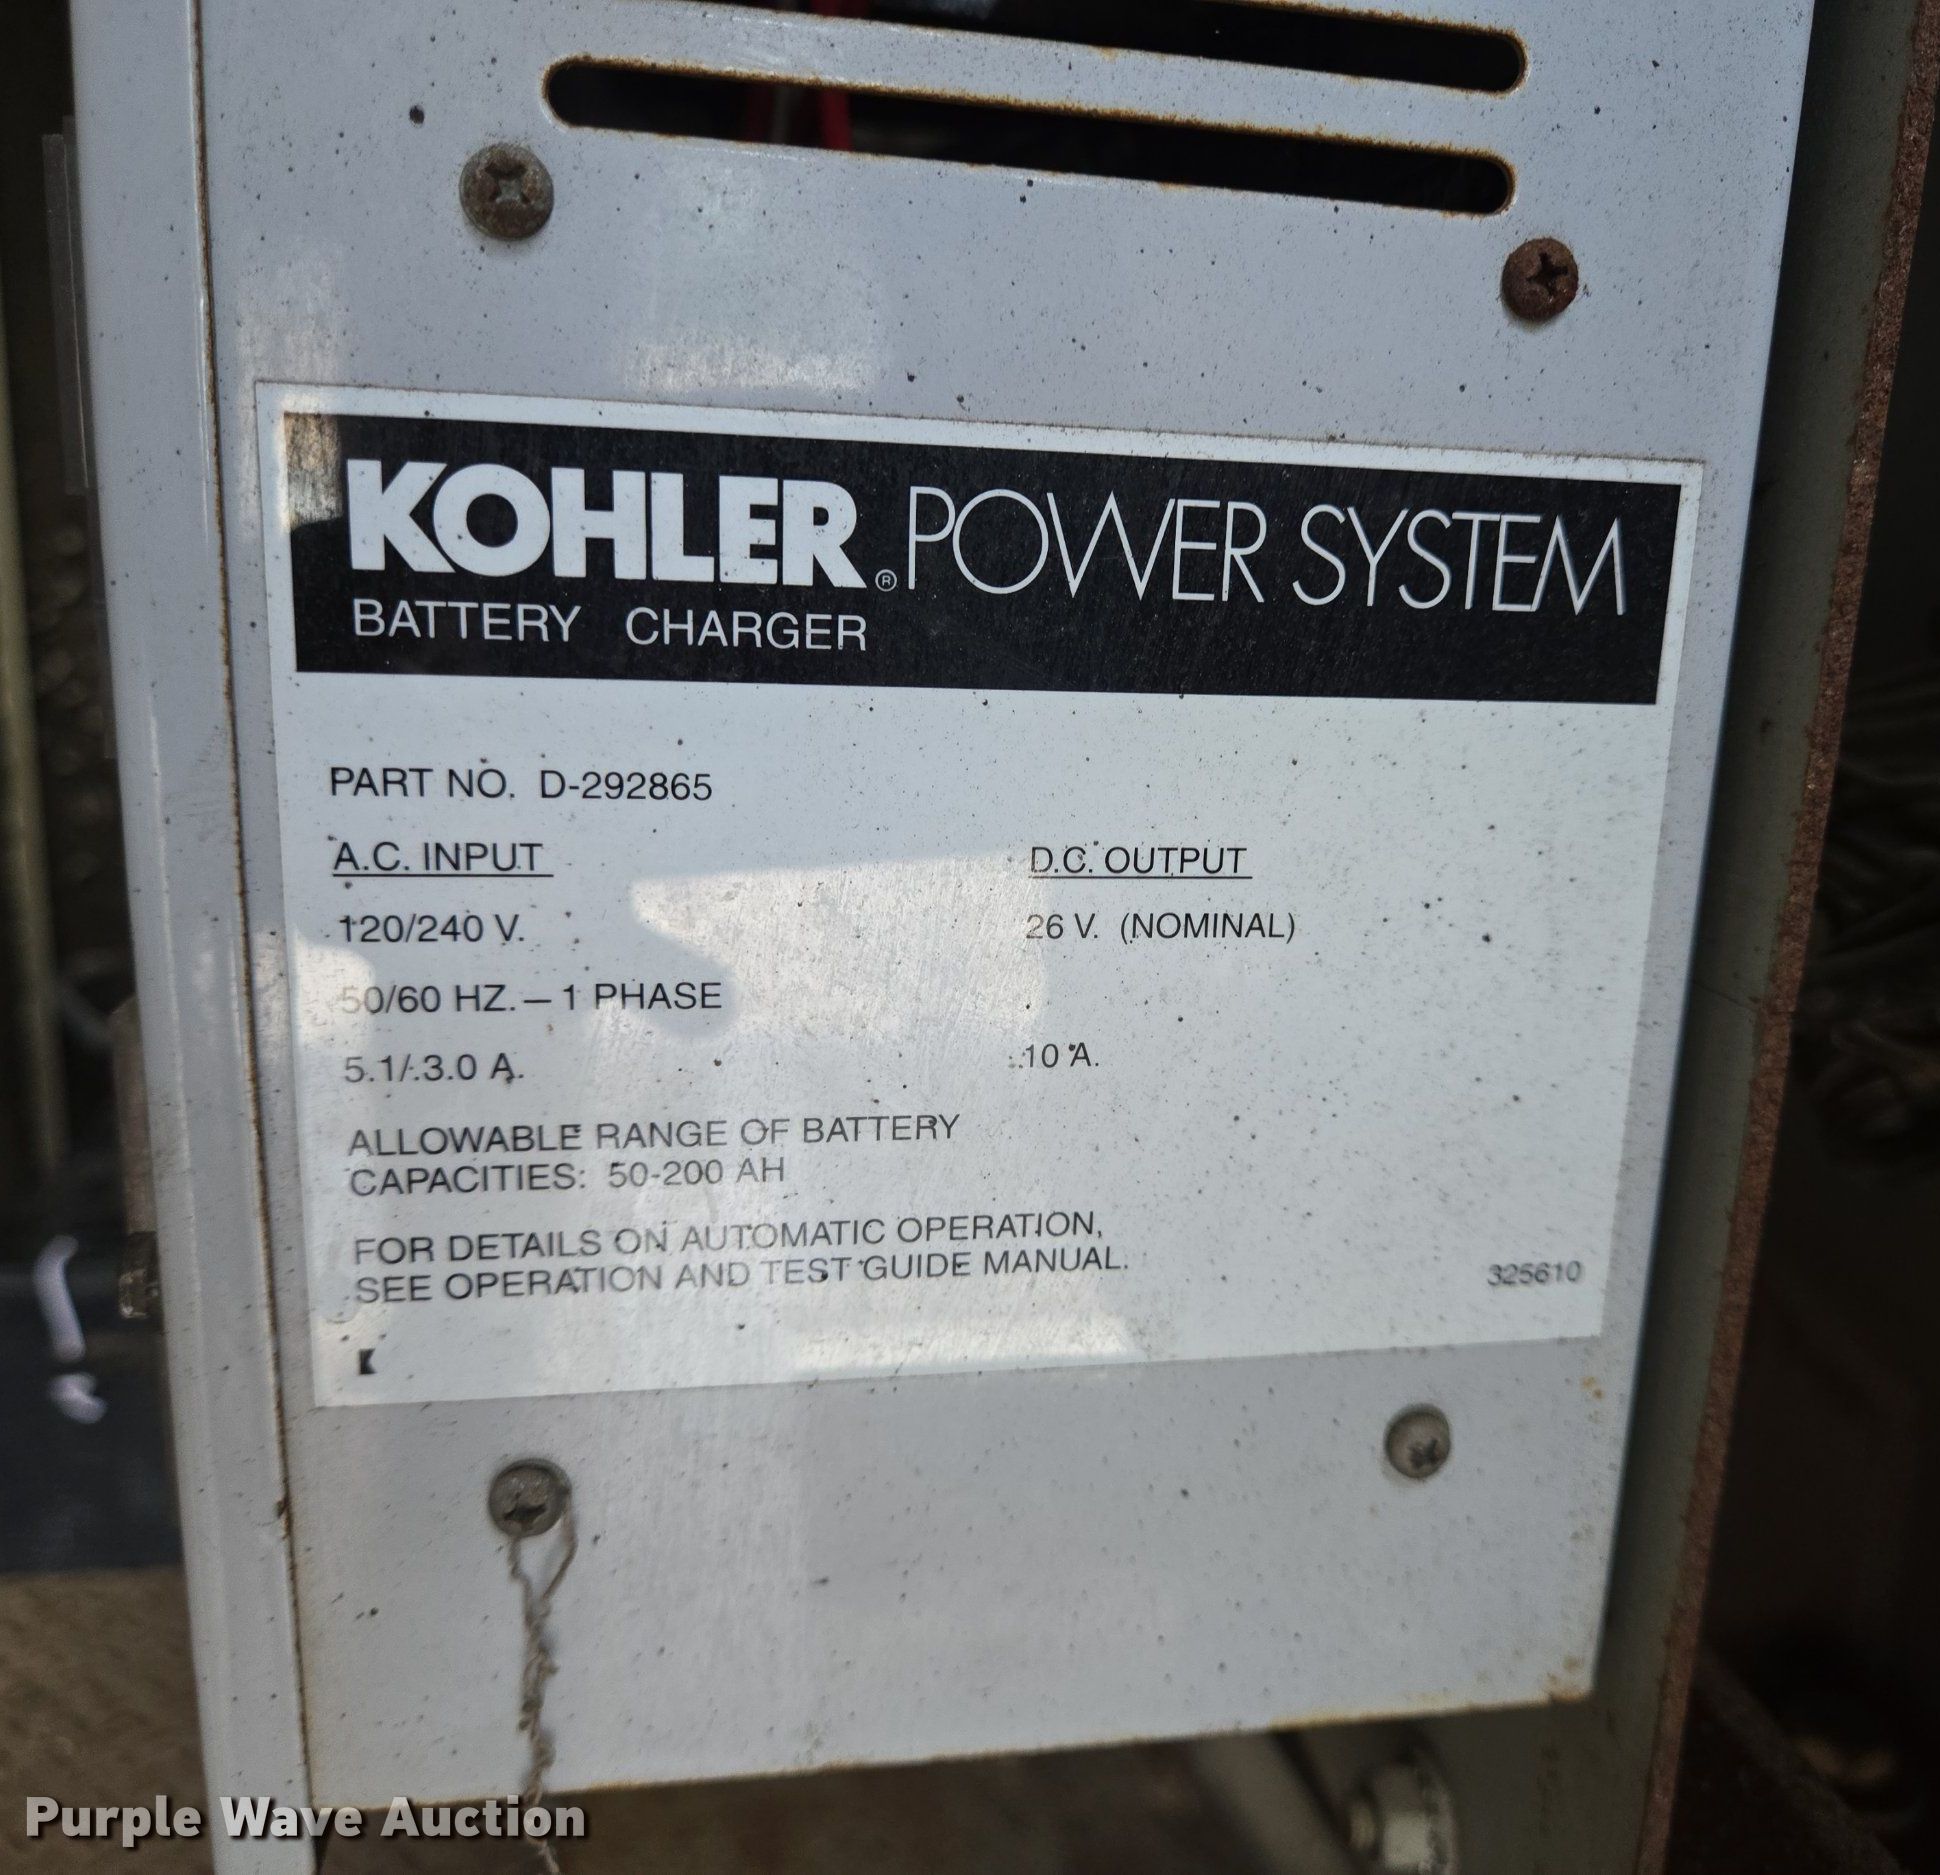 KOHLER® POWER SYSTEM
BATTERY CHARGER
PART NO. D-292865
A.C. INPUT D.C. OUTPUT
120/240 V. 26 V. (NOMINAL)
50/60 HZ. — 1 PHASE
5.1/3.0 A. 10 A.
ALLOWABLE RANGE OF BATTERY
CAPACITIES: 50-200 AH
FOR DETAILS ON AUTOMATIC OPERATION,
SEE OPERATION AND TEST GUIDE MANUAL.
325610
K
Purple Wave Auction